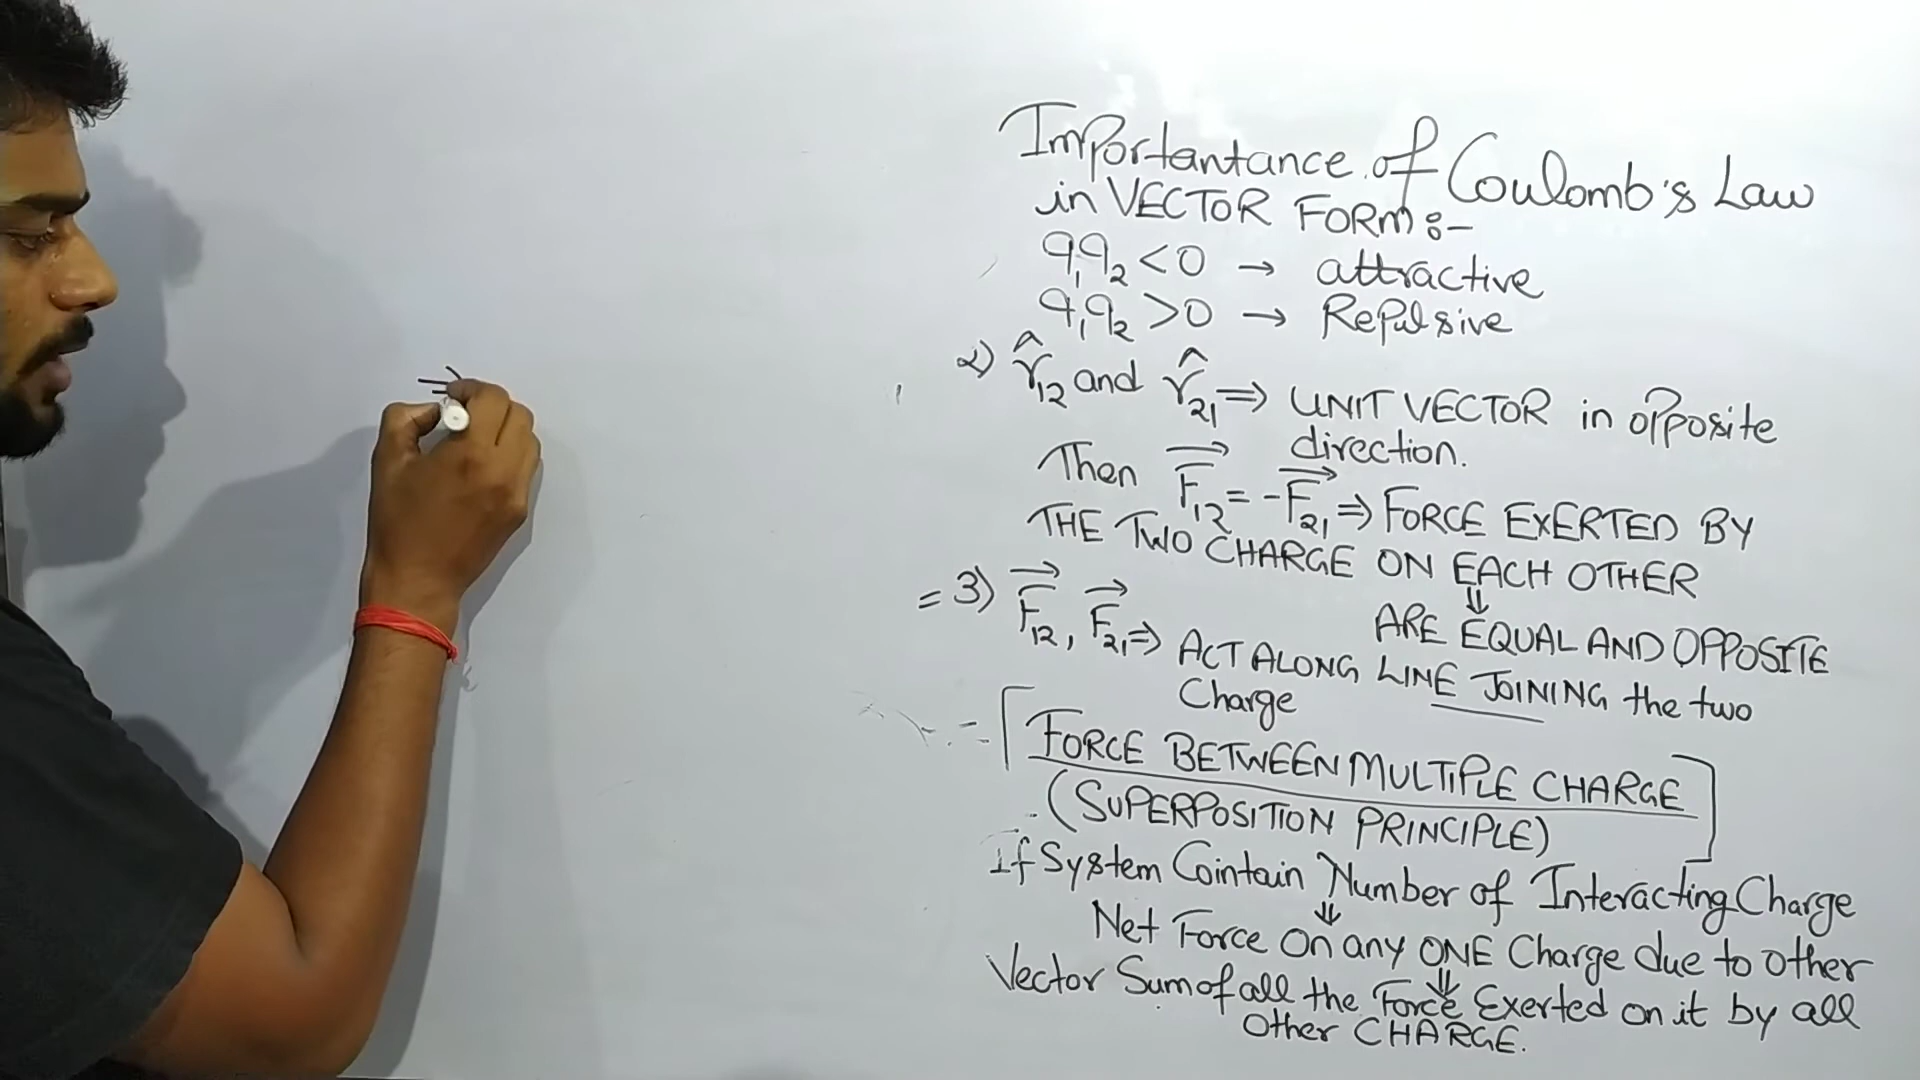 Importantance of Coulomb's Law
in VECTOR FORM:-
q₁q₂ <0 → attractive
q₁q₂ >0 → Repulsive
2) r̂₁₂ and r̂₂₁ ⇒ UNIT VECTOR in opposite
direction.
Then F⃗₁₂ = -F⃗₂₁ ⇒ FORCE EXERTED BY
THE TWO CHARGE ON EACH OTHER
⇓
ARE EQUAL AND OPPOSITE
= 3) F⃗₁₂, F⃗₂₁ ⇒ ACT ALONG LINE JOINING the two
Charge
FORCE BETWEEN MULTIPLE CHARGE
(SUPERPOSITION PRINCIPLE)
If System Cointain Number of Interacting Charge
⇓
Net Force On any ONE Charge due to other
⇓
Vector Sum of all the Force Exerted on it by all
other CHARGE.
⇒